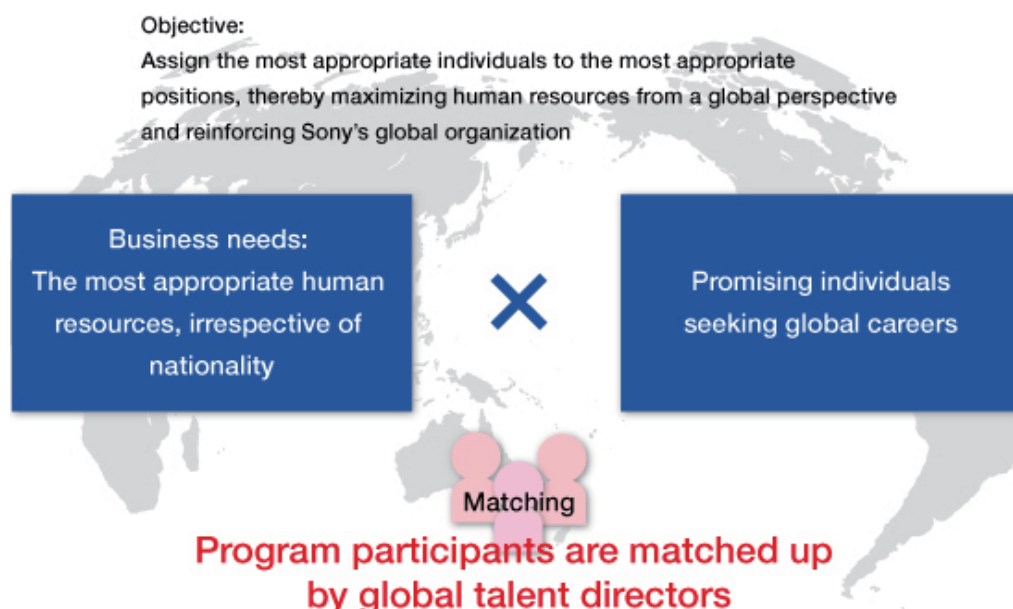 Objective:
Assign the most appropriate individuals to the most appropriate
positions, thereby maximizing human resources from a global perspective
and reinforcing Sony's global organization
Business needs:
The most appropriate human
resources, irrespective of
nationality
Promising individuals
seeking global careers
Matching
Program participants are matched up
by global talent directors